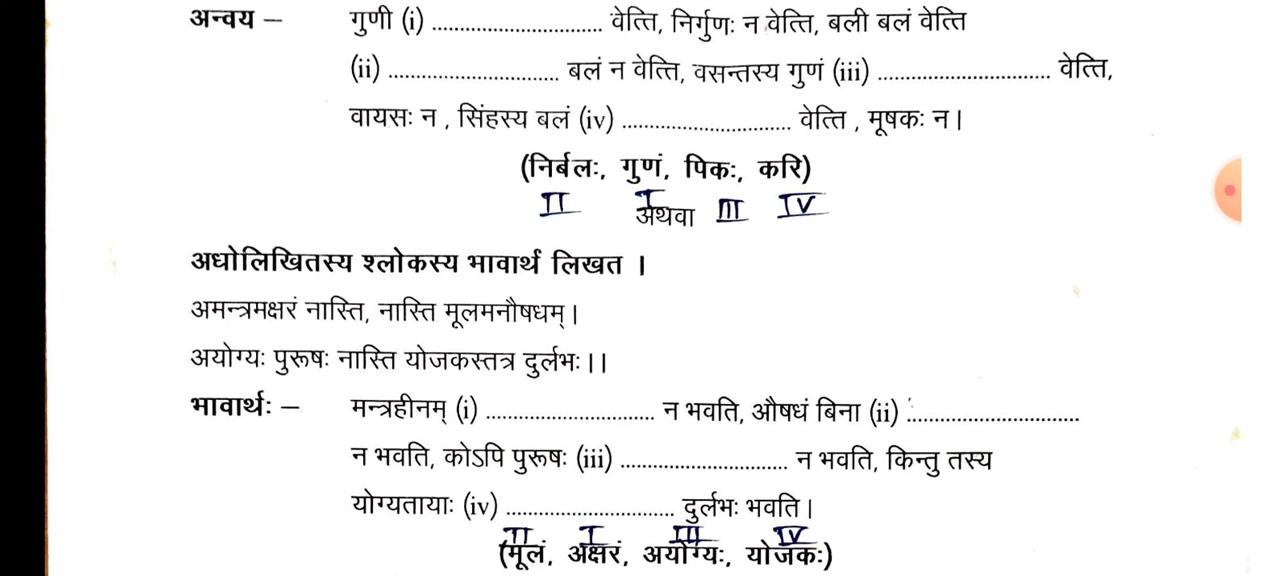 अन्वय – गुणी (i) .............................. वेत्ति, निर्गुणः न वेत्ति, बली बलं वेत्ति
(ii) .............................. बलं न वेत्ति, वसन्तस्य गुणं (iii) .............................. वेत्ति,
वायसः न , सिंहस्य बलं (iv) .............................. वेत्ति , मूषकः न।
(निर्बलः, गुणं, पिकः, करि)
II I III IV
अथवा
अधोलिखितस्य श्लोकस्य भावार्थं लिखत ।
अमन्त्रमक्षरं नास्ति, नास्ति मूलमनौषधम्।
अयोग्यः पुरूषः नास्ति योजकस्तत्र दुर्लभः।।
भावार्थः – मन्त्रहीनम् (i) .............................. न भवति, औषधं बिना (ii) ..............................
न भवति, कोऽपि पुरूषः (iii) .............................. न भवति, किन्तु तस्य
योग्यतायाः (iv) .............................. दुर्लभः भवति।
II I III IV
(मूलं, अक्षरं, अयोग्यः, योजकः)